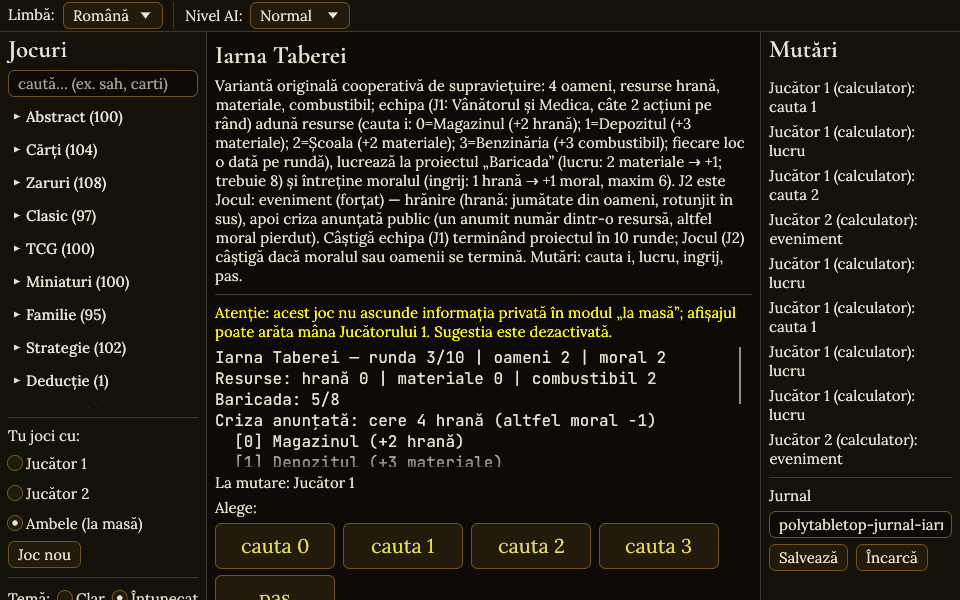 Limbă: Română ▼ Nivel AI: Normal ▼
Jocuri
caută... (ex. sah, carti)
▸ Abstract (100)
▸ Cărți (104)
▸ Zaruri (108)
▸ Clasic (97)
▸ TCG (100)
▸ Miniaturi (100)
▸ Familie (95)
▸ Strategie (102)
▸ Deducție (1)
Tu joci cu:
Jucător 1
Jucător 2
Ambele (la masă)
Joc nou
Temă: Clar Întunecat
Iarna Taberei
Variantă originală cooperativă de supraviețuire: 4 oameni, resurse hrană,
materiale, combustibil; echipa (J1: Vânătorul și Medica, câte 2 acțiuni pe
rând) adună resurse (cauta i: 0=Magazinul (+2 hrană); 1=Depozitul (+3
materiale); 2=Școala (+2 materiale); 3=Benzinăria (+3 combustibil); fiecare loc
o dată pe rundă), lucrează la proiectul „Baricada” (lucru: 2 materiale → +1;
trebuie 8) și întreține moralul (ingrij: 1 hrană → +1 moral, maxim 6). J2 este
Jocul: eveniment (forțat) — hrănire (hrană: jumătate din oameni, rotunjit în
sus), apoi criza anunțată public (un anumit număr dintr-o resursă, altfel
moral pierdut). Câștigă echipa (J1) terminând proiectul în 10 runde; Jocul (J2)
câștigă dacă moralul sau oamenii se termină. Mutări: cauta i, lucru, ingrij,
pas.
Atenție: acest joc nu ascunde informația privată în modul „la masă”; afișajul
poate arăta mâna Jucătorului 1. Sugestia este dezactivată.
Iarna Taberei — runda 3/10 | oameni 2 | moral 2
Resurse: hrană 0 | materiale 0 | combustibil 2
Baricada: 5/8
Criza anunțată: cere 4 hrană (altfel moral -1)
[0] Magazinul (+2 hrană)
[1] Depozitul (+3 materiale)
La mutare: Jucător 1
Alege:
cauta 0 cauta 1 cauta 2 cauta 3
pas
Mutări
Jucător 1 (calculator):
cauta 1
Jucător 1 (calculator):
lucru
Jucător 1 (calculator):
cauta 2
Jucător 2 (calculator):
eveniment
Jucător 1 (calculator):
lucru
Jucător 1 (calculator):
cauta 1
Jucător 1 (calculator):
lucru
Jucător 1 (calculator):
lucru
Jucător 2 (calculator):
eveniment
Jurnal
polytabletop-jurnal-iarn
Salvează Încarcă